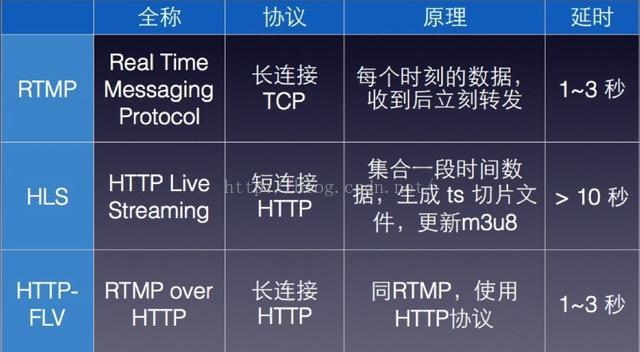 全称 协议 原理 延时
RTMP
Real Time
Messaging
Protocol
长连接
TCP
每个时刻的数据，
收到后立刻转发
1~3 秒
HLS
HTTP Live
Streaming
短连接
HTTP
集合一段时间数
据，生成 ts 切片文
件，更新m3u8
> 10 秒
HTTP-
FLV
RTMP over
HTTP
长连接
HTTP
同RTMP，使用
HTTP协议
1~3 秒
http://blog.csdn.net/